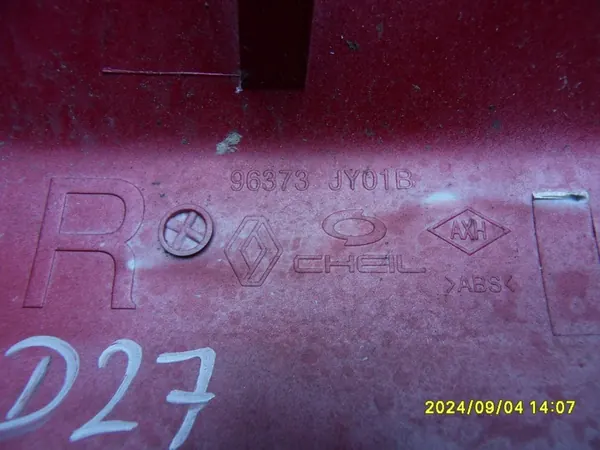 96373 JY01B
R
CHEIL
AXH
>ABS<
D27
2024/09/04 14:07